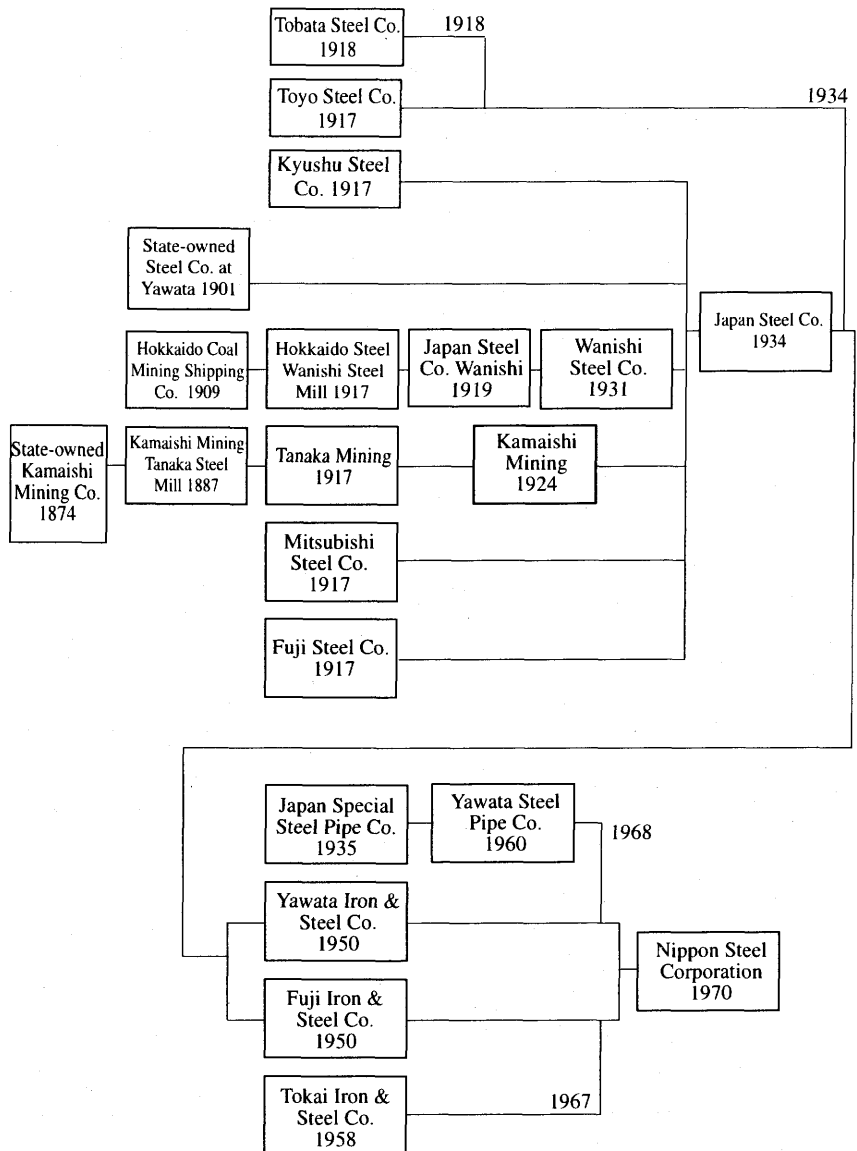 Tobata Steel Co.
1918
1918
Toyo Steel Co.
1917
1934
Kyushu Steel
Co. 1917
State-owned
Steel Co. at
Yawata 1901
Japan Steel Co.
1934
Hokkaido Coal
Mining Shipping
Co. 1909
Hokkaido Steel
Wanishi Steel
Mill 1917
Japan Steel
Co. Wanishi
1919
Wanishi
Steel Co.
1931
State-owned
Kamaishi
Mining Co.
1874
Kamaishi Mining
Tanaka Steel
Mill 1887
Tanaka Mining
1917
Kamaishi
Mining
1924
Mitsubishi
Steel Co.
1917
Fuji Steel Co.
1917
Japan Special
Steel Pipe Co.
1935
Yawata Steel
Pipe Co.
1960
1968
Yawata Iron &
Steel Co.
1950
Nippon Steel
Corporation
1970
Fuji Iron &
Steel Co.
1950
Tokai Iron &
Steel Co.
1958
1967